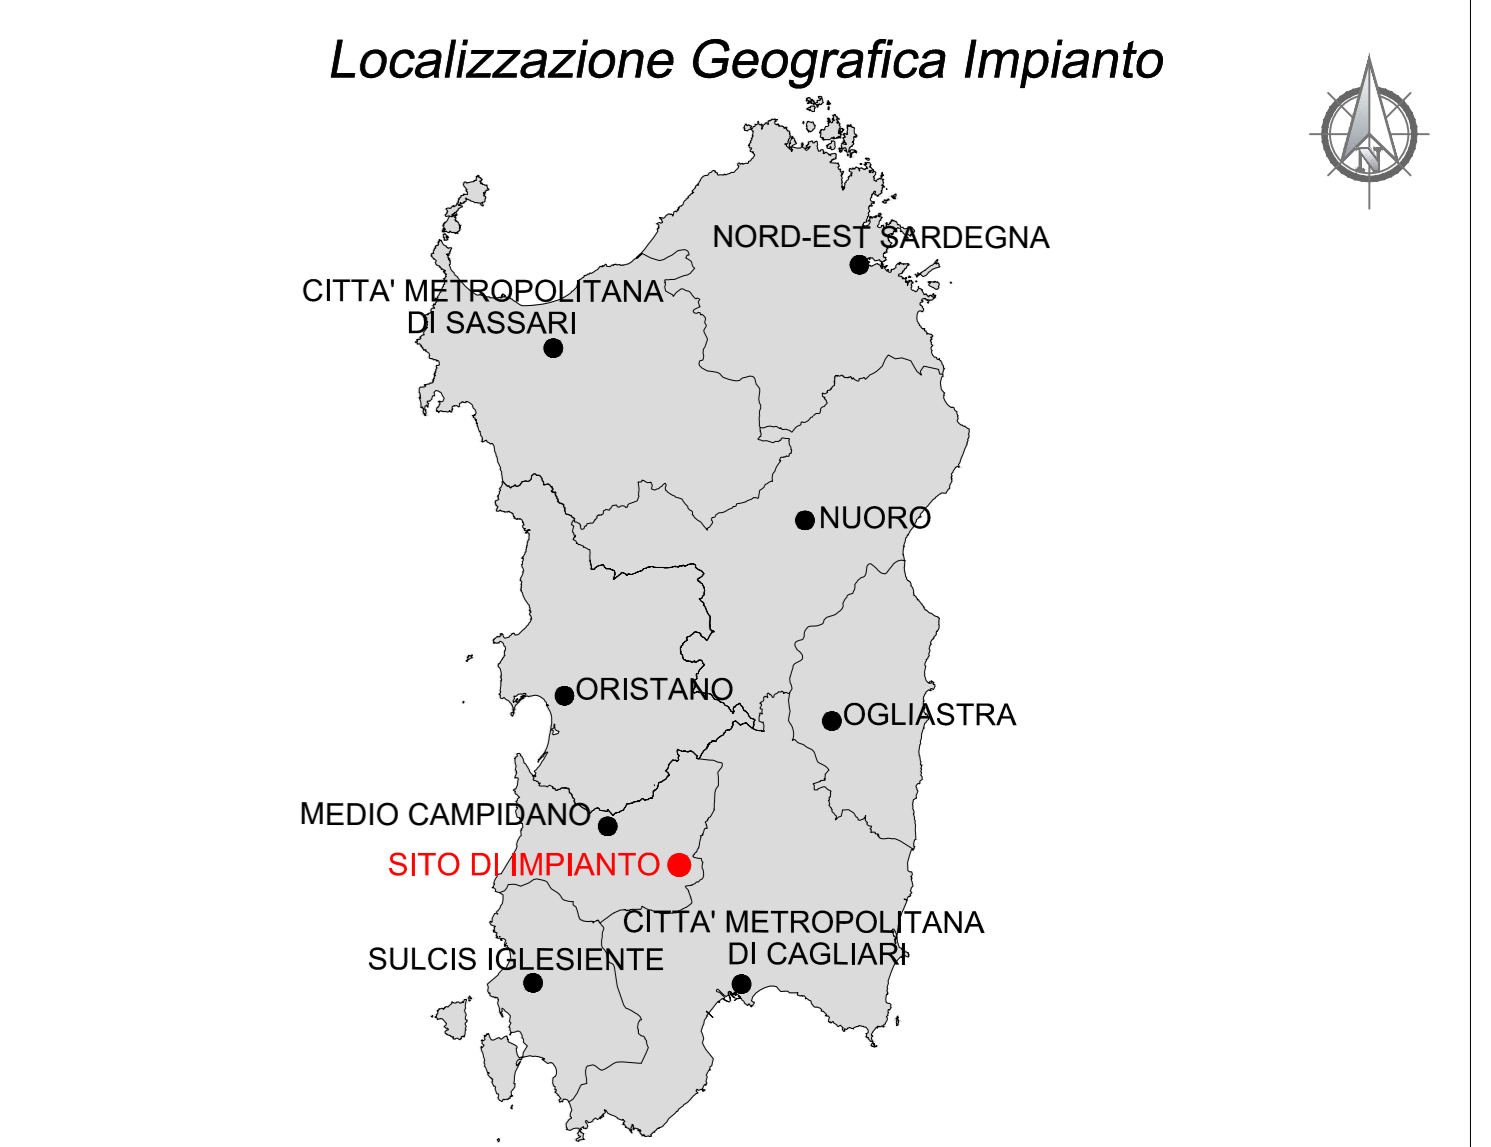 Localizzazione Geografica Impianto
N
NORD-EST SARDEGNA
CITTA' METROPOLITANA
DI SASSARI
NUORO
ORISTANO
OGLIASTRA
MEDIO CAMPIDANO
SITO DI IMPIANTO
CITTA' METROPOLITANA
DI CAGLIARI
SULCIS IGLESIENTE